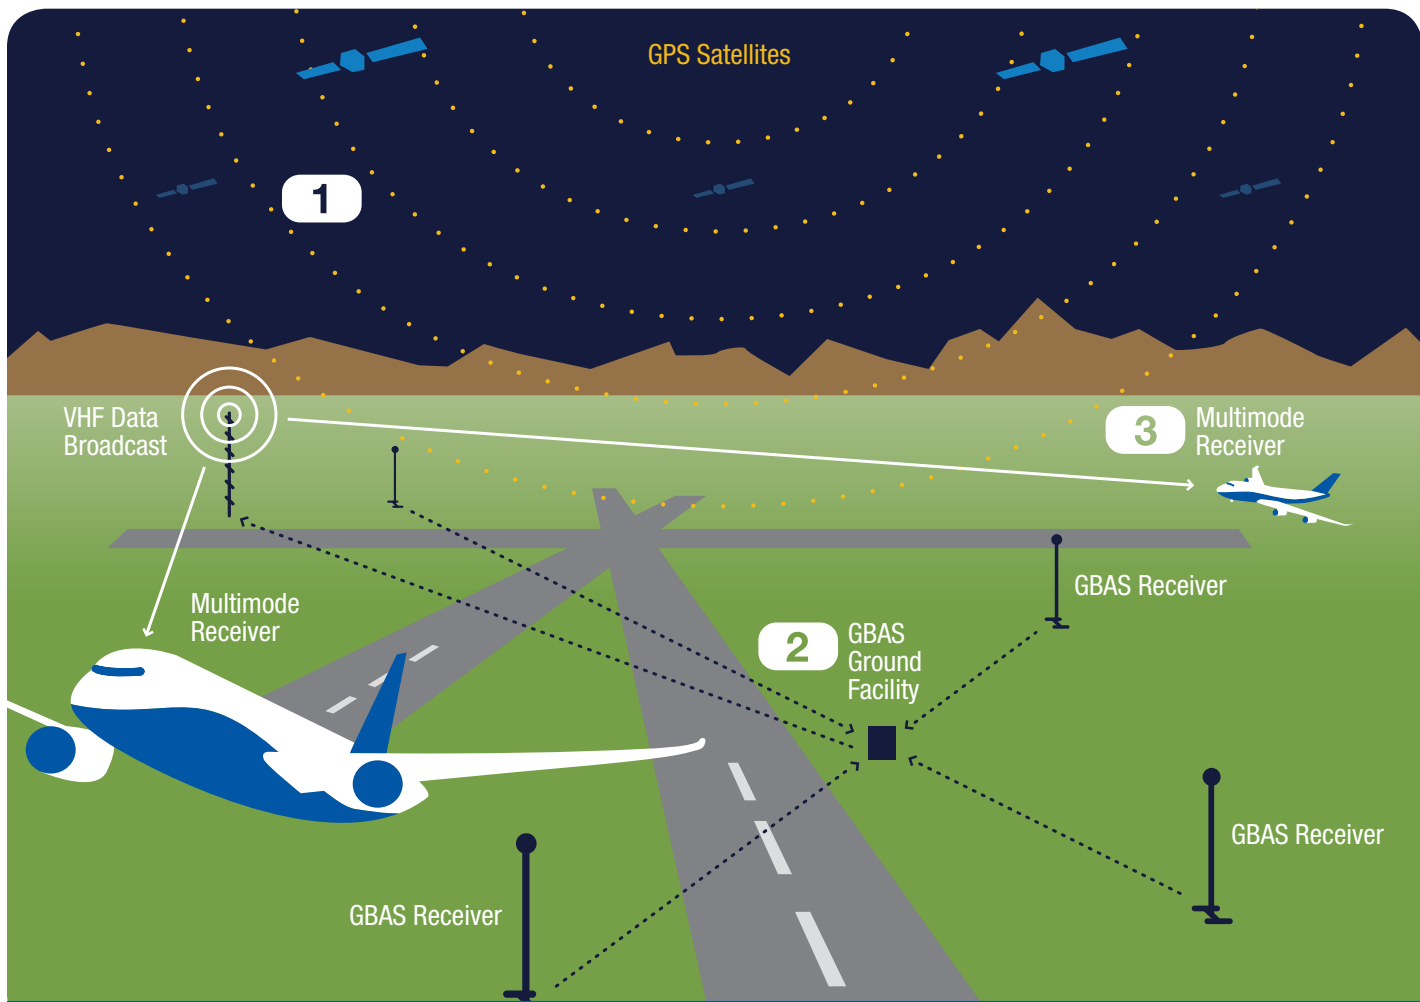 GPS Satellites
1
VHF Data
Broadcast
3
Multimode
Receiver
GBAS Receiver
Multimode
Receiver
2
GBAS
Ground
Facility
GBAS Receiver
GBAS Receiver